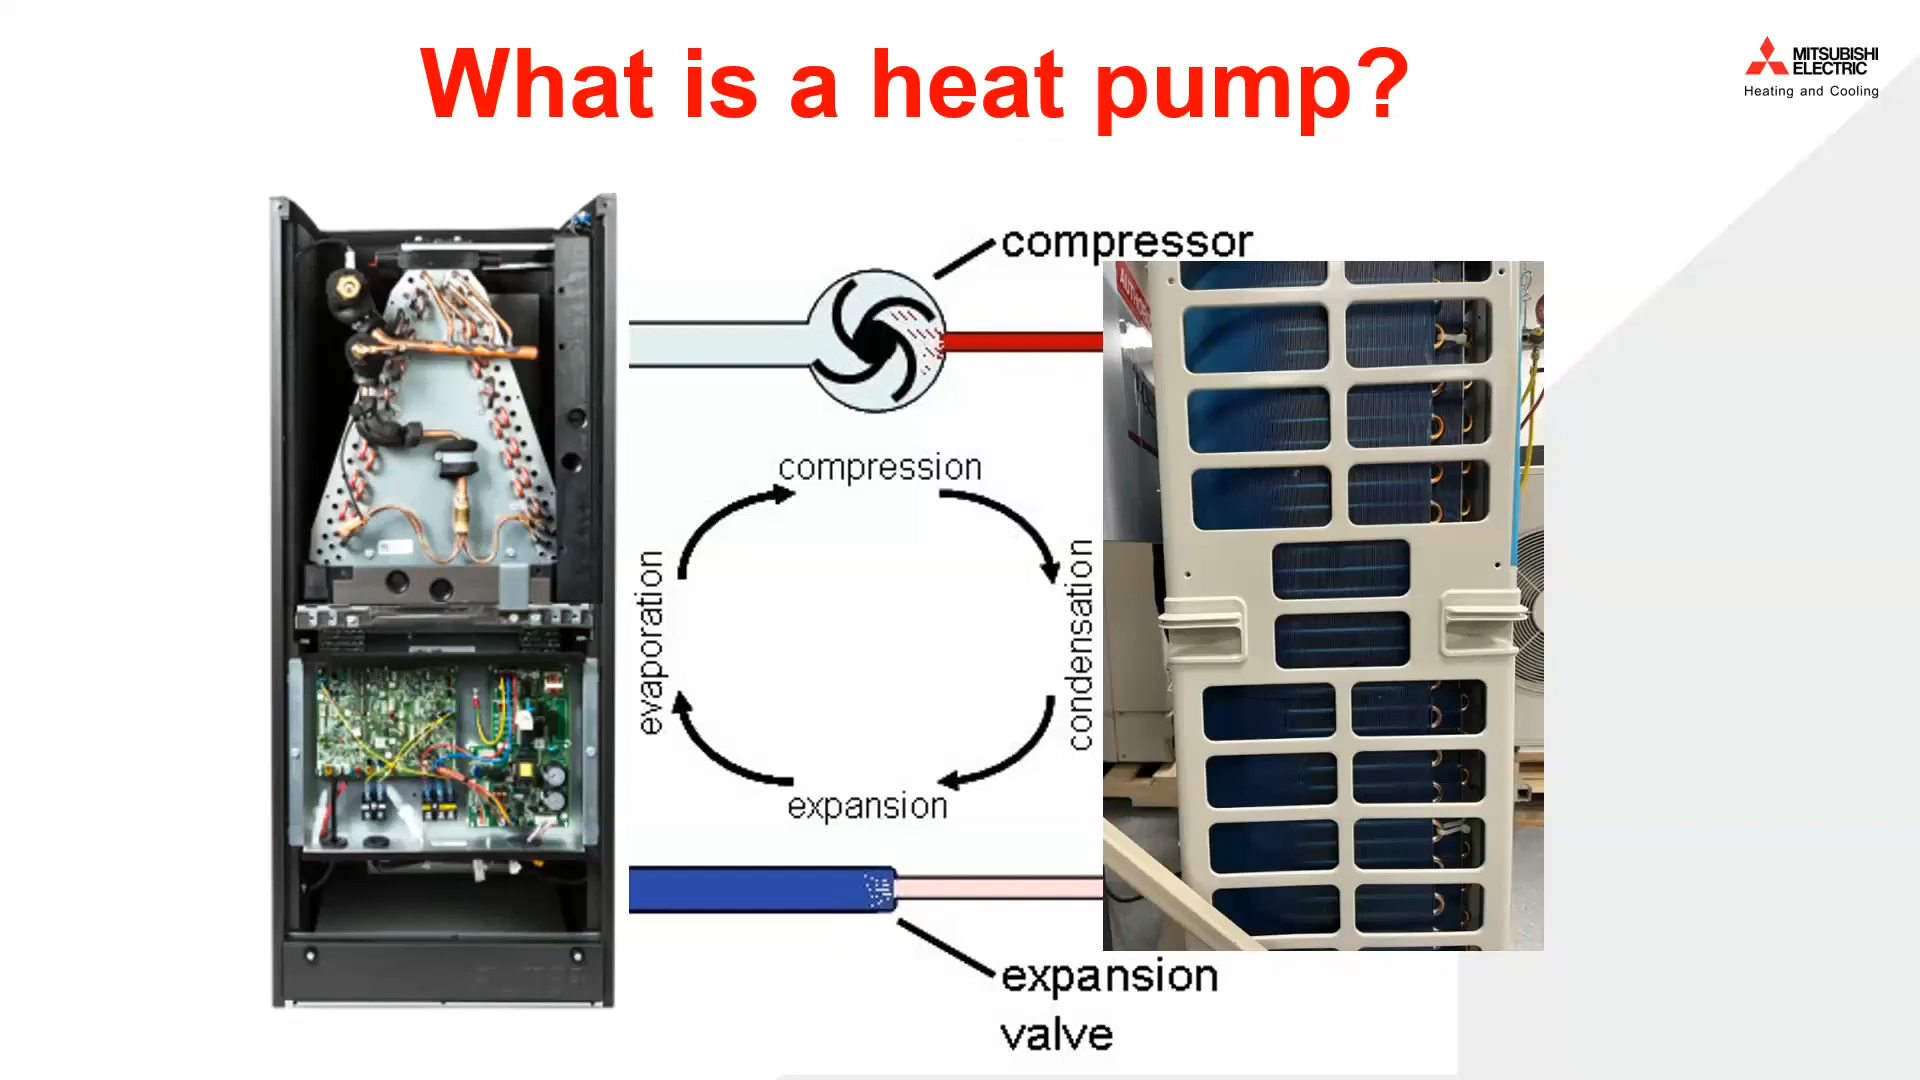 What is a heat pump?
MITSUBISHI
ELECTRIC
Heating and Cooling
compressor
compression
evaporation
condensation
expansion
expansion
valve